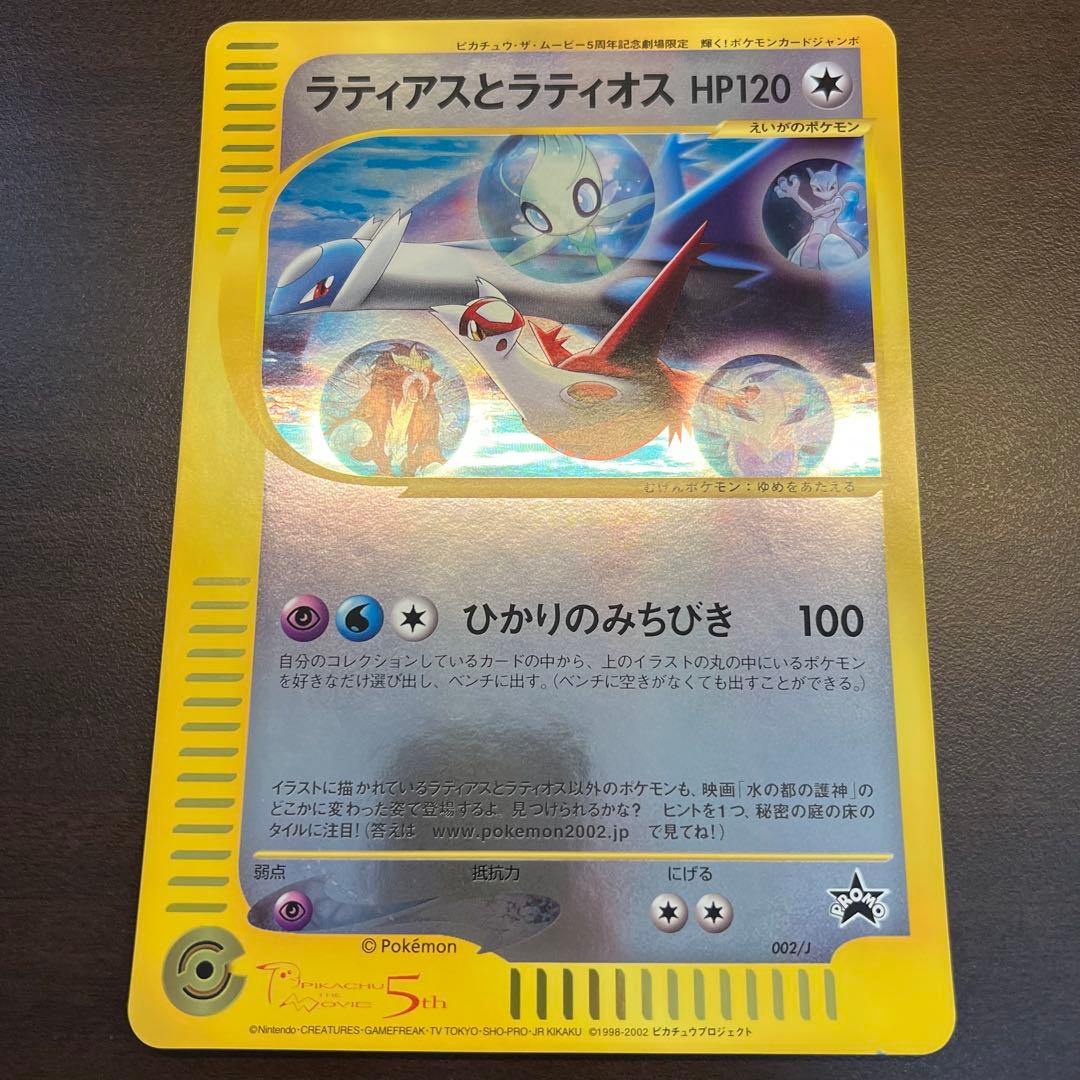 ピカチュウ・ザ・ムービー5周年記念劇場限定 輝く!ポケモンカードジャンボ
ラティアスとラティオス HP120
えいがのポケモン
むげんポケモン:ゆめをあたえる
ひかりのみちびき 100
自分のコレクションしているカードの中から、上のイラストの丸の中にいるポケモン
を好きなだけ選び出し、ベンチに出す。(ベンチに空きがなくても出すことができる。)
イラストに描かれているラティアスとラティオス以外のポケモンも、映画「水の都の護神」の
どこかに変わった姿で登場するよ。見つけられるかな? ヒントを1つ、秘密の庭の床の
タイルに注目!(答えは www.pokemon2002.jp で見てね!)
弱点 抵抗力 にげる
PROMO
002/J
© Pokémon
PIKACHU THE MOVIE 5th
©Nintendo・CREATURES・GAMEFREAK・TV TOKYO・SHO-PRO・JR KIKAKU ©1998-2002 ピカチュウプロジェクト